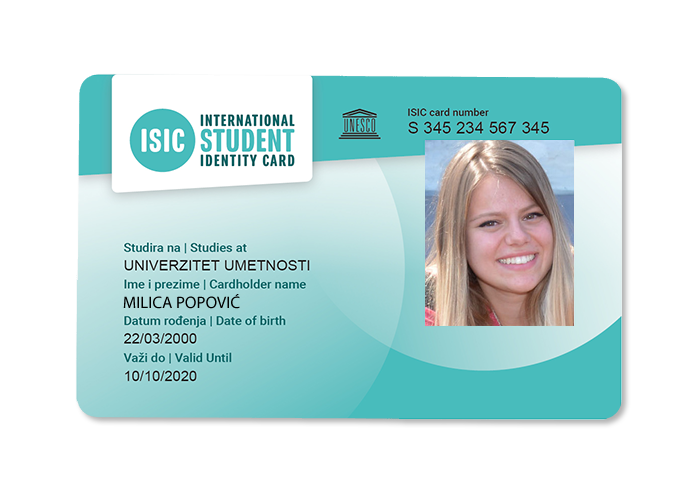 ISIC
INTERNATIONAL
STUDENT
IDENTITY CARD
UNESCO
ISIC card number
S 345 234 567 345
Studira na | Studies at
UNIVERZITET UMETNOSTI
Ime i prezime | Cardholder name
MILICA POPOVIĆ
Datum rođenja | Date of birth
22/03/2000
Važi do | Valid Until
10/10/2020